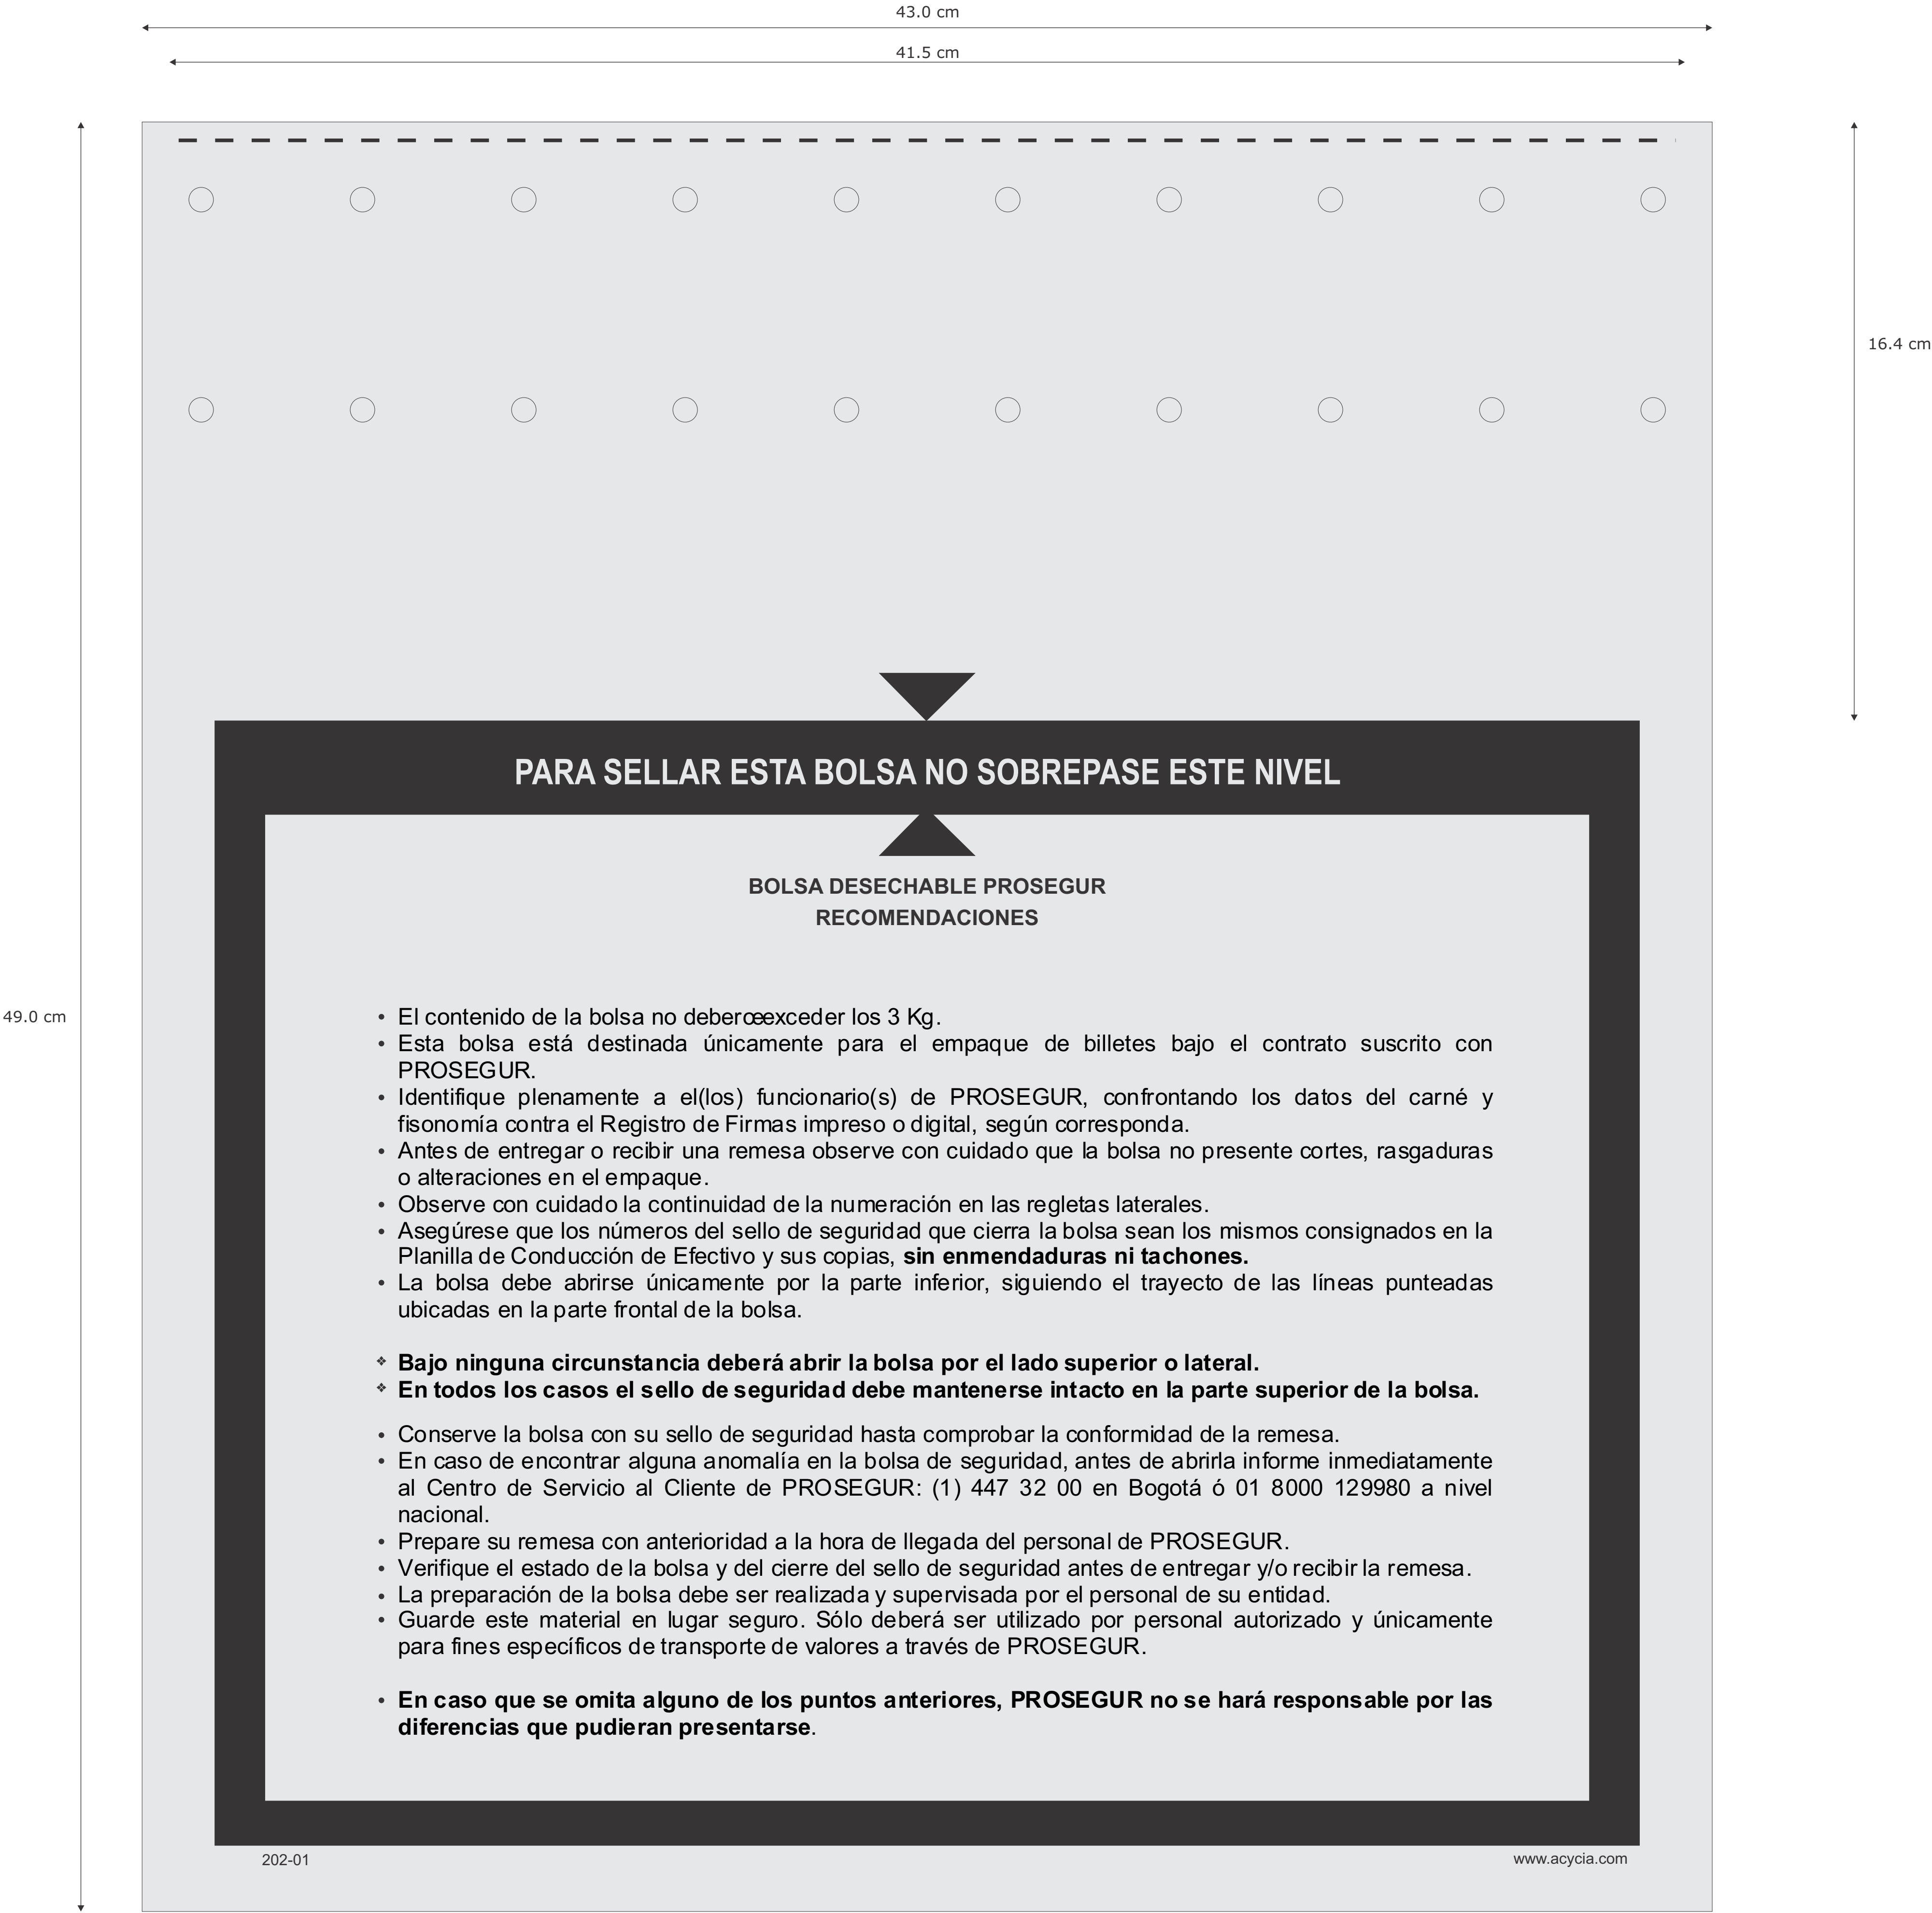 43.0 cm
41.5 cm
16.4 cm
49.0 cm
PARA SELLAR ESTA BOLSA NO SOBREPASE ESTE NIVEL
BOLSA DESECHABLE PROSEGUR
RECOMENDACIONES
• El contenido de la bolsa no deberœexceder los 3 Kg.
• Esta bolsa está destinada únicamente para el empaque de billetes bajo el contrato suscrito con
PROSEGUR.
• Identifique plenamente a el(los) funcionario(s) de PROSEGUR, confrontando los datos del carné y
fisonomía contra el Registro de Firmas impreso o digital, según corresponda.
• Antes de entregar o recibir una remesa observe con cuidado que la bolsa no presente cortes, rasgaduras
o alteraciones en el empaque.
• Observe con cuidado la continuidad de la numeración en las regletas laterales.
• Asegúrese que los números del sello de seguridad que cierra la bolsa sean los mismos consignados en la
Planilla de Conducción de Efectivo y sus copias, sin enmendaduras ni tachones.
• La bolsa debe abrirse únicamente por la parte inferior, siguiendo el trayecto de las líneas punteadas
ubicadas en la parte frontal de la bolsa.
❖ Bajo ninguna circunstancia deberá abrir la bolsa por el lado superior o lateral.
❖ En todos los casos el sello de seguridad debe mantenerse intacto en la parte superior de la bolsa.
• Conserve la bolsa con su sello de seguridad hasta comprobar la conformidad de la remesa.
• En caso de encontrar alguna anomalía en la bolsa de seguridad, antes de abrirla informe inmediatamente
al Centro de Servicio al Cliente de PROSEGUR: (1) 447 32 00 en Bogotá ó 01 8000 129980 a nivel
nacional.
• Prepare su remesa con anterioridad a la hora de llegada del personal de PROSEGUR.
• Verifique el estado de la bolsa y del cierre del sello de seguridad antes de entregar y/o recibir la remesa.
• La preparación de la bolsa debe ser realizada y supervisada por el personal de su entidad.
• Guarde este material en lugar seguro. Sólo deberá ser utilizado por personal autorizado y únicamente
para fines específicos de transporte de valores a través de PROSEGUR.
• En caso que se omita alguno de los puntos anteriores, PROSEGUR no se hará responsable por las
diferencias que pudieran presentarse.
202-01
www.acycia.com